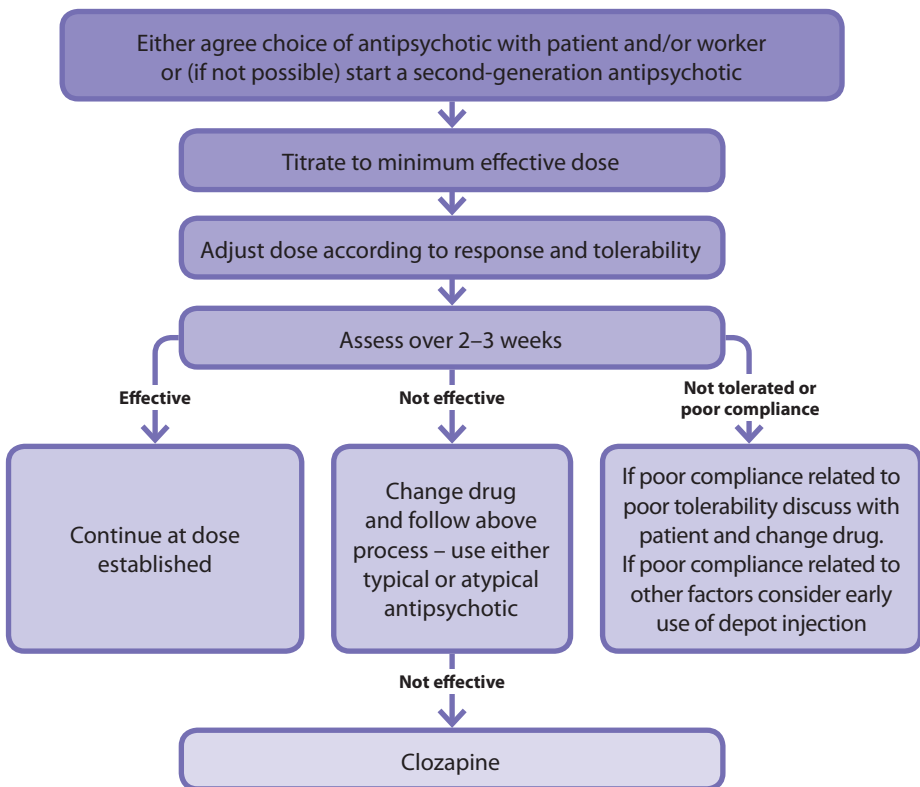 Either agree choice of antipsychotic with patient and/or worker
or (if not possible) start a second-generation antipsychotic
Titrate to minimum effective dose
Adjust dose according to response and tolerability
Assess over 2–3 weeks
Effective
Not effective
Not tolerated or
poor compliance
Continue at dose
established
Change drug
and follow above
process – use either
typical or atypical
antipsychotic
If poor compliance related to
poor tolerability discuss with
patient and change drug.
If poor compliance related to
other factors consider early
use of depot injection
Not effective
Clozapine